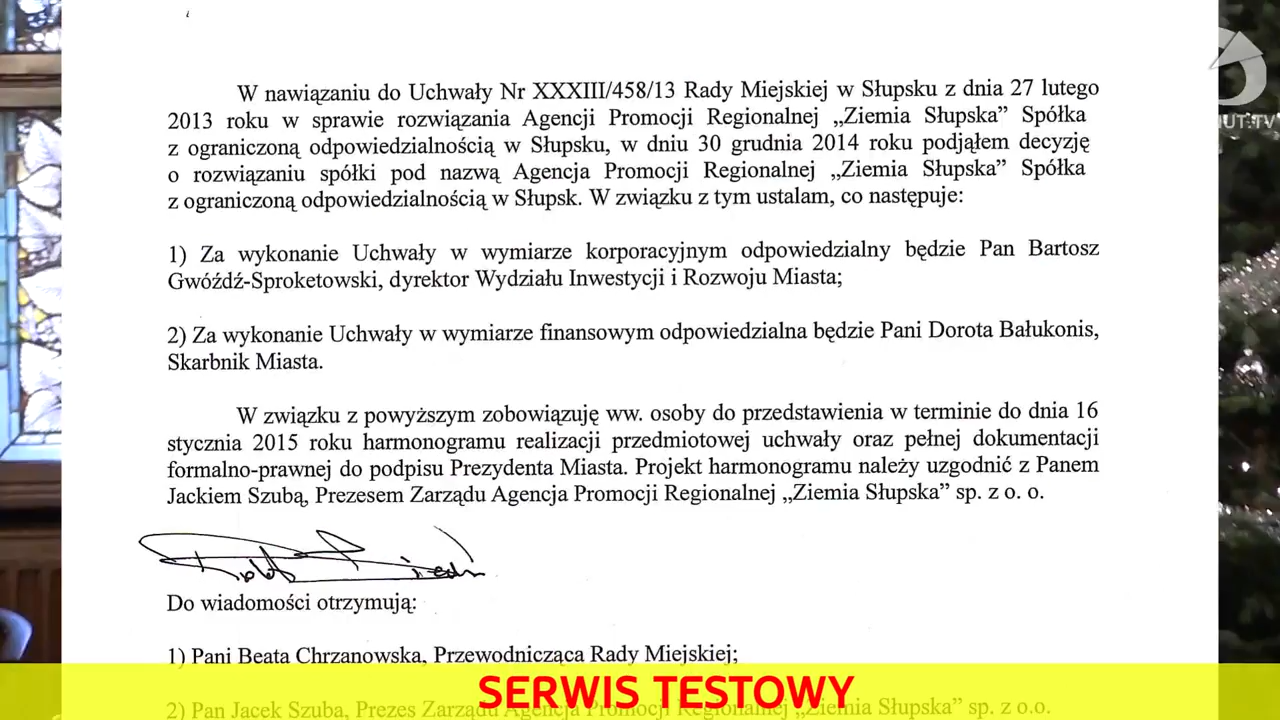 W nawiązaniu do Uchwały Nr XXXIII/458/13 Rady Miejskiej w Słupsku z dnia 27 lutego
2013 roku w sprawie rozwiązania Agencji Promocji Regionalnej „Ziemia Słupska” Spółka
z ograniczoną odpowiedzialnością w Słupsku, w dniu 30 grudnia 2014 roku podjąłem decyzję
o rozwiązaniu spółki pod nazwą Agencja Promocji Regionalnej „Ziemia Słupska” Spółka
z ograniczoną odpowiedzialnością w Słupsk. W związku z tym ustalam, co następuje:
1) Za wykonanie Uchwały w wymiarze korporacyjnym odpowiedzialny będzie Pan Bartosz
Gwóźdź-Sproketowski, dyrektor Wydziału Inwestycji i Rozwoju Miasta;
2) Za wykonanie Uchwały w wymiarze finansowym odpowiedzialna będzie Pani Dorota Bałukonis,
Skarbnik Miasta.
W związku z powyższym zobowiązuję ww. osoby do przedstawienia w terminie do dnia 16
stycznia 2015 roku harmonogramu realizacji przedmiotowej uchwały oraz pełnej dokumentacji
formalno-prawnej do podpisu Prezydenta Miasta. Projekt harmonogramu należy uzgodnić z Panem
Jackiem Szubą, Prezesem Zarządu Agencja Promocji Regionalnej „Ziemia Słupska” sp. z o. o.
Do wiadomości otrzymują:
1) Pani Beata Chrzanowska, Przewodnicząca Rady Miejskiej;
2) Pan Jacek Szuba, Prezes Zarządu Agencja Promocji Regionalnej „Ziemia Słupska” sp. z o.o.
SERWIS TESTOWY